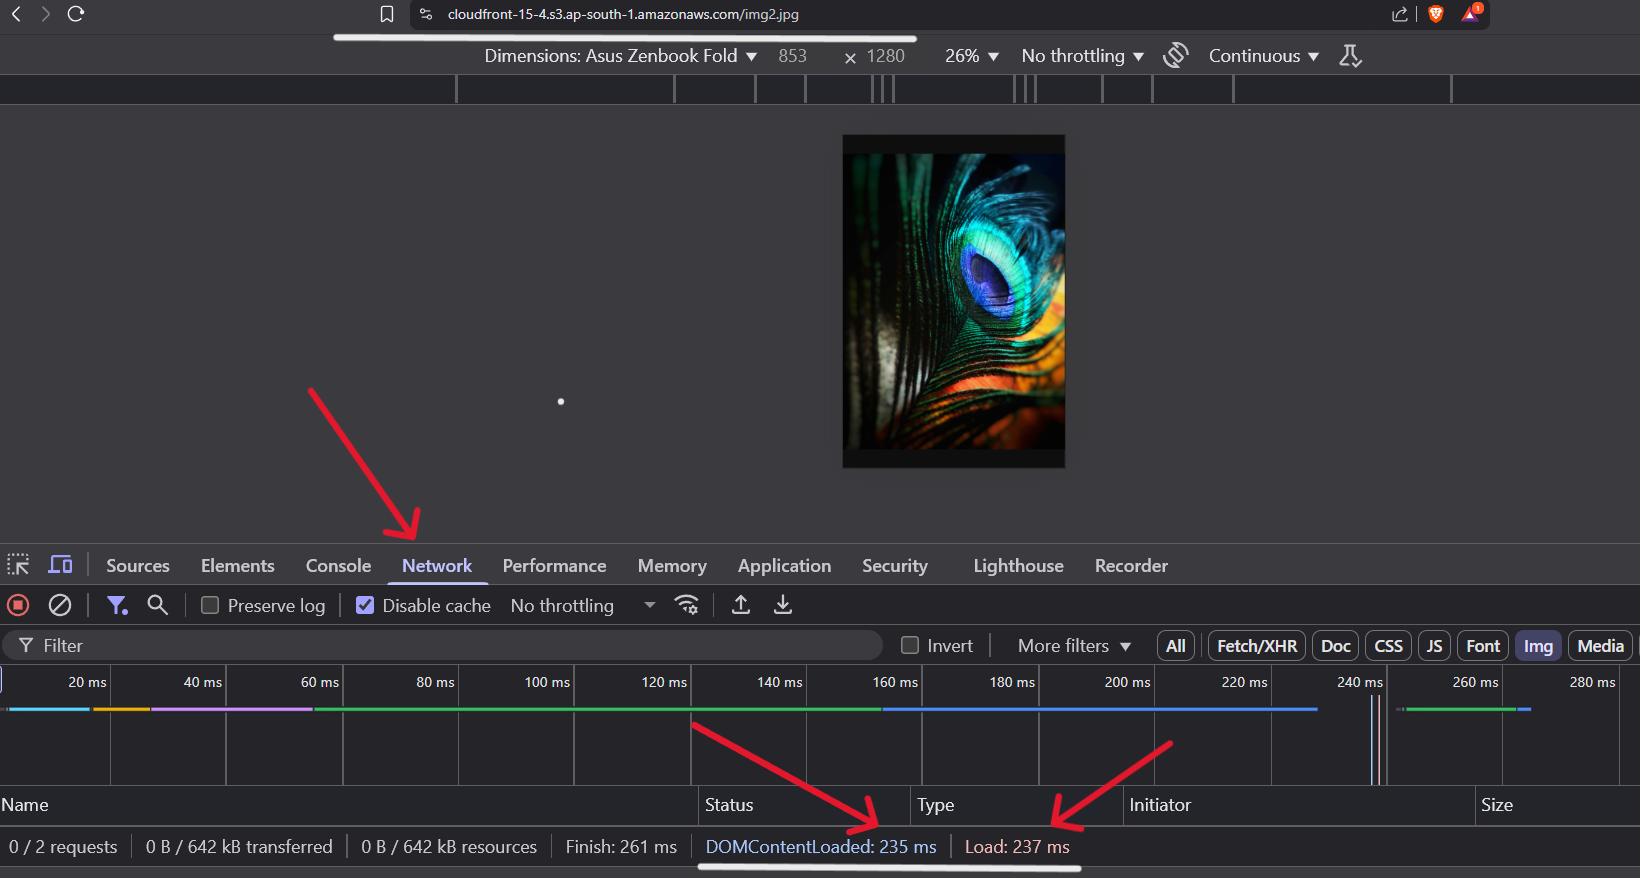 cloudfront-15-4.s3.ap-south-1.amazonaws.com/img2.jpg
1
Dimensions: Asus Zenbook Fold ▼ 853 × 1280 26% ▼ No throttling ▼ Continuous ▼
Sources Elements Console Network Performance Memory Application Security Lighthouse Recorder
Preserve log Disable cache No throttling
Filter Invert More filters ▼ All Fetch/XHR Doc CSS JS Font Img Media
20 ms 40 ms 60 ms 80 ms 100 ms 120 ms 140 ms 160 ms 180 ms 200 ms 220 ms 240 ms 260 ms 280 ms
Name Status Type Initiator Size
0 / 2 requests 0 B / 642 kB transferred 0 B / 642 kB resources Finish: 261 ms DOMContentLoaded: 235 ms Load: 237 ms